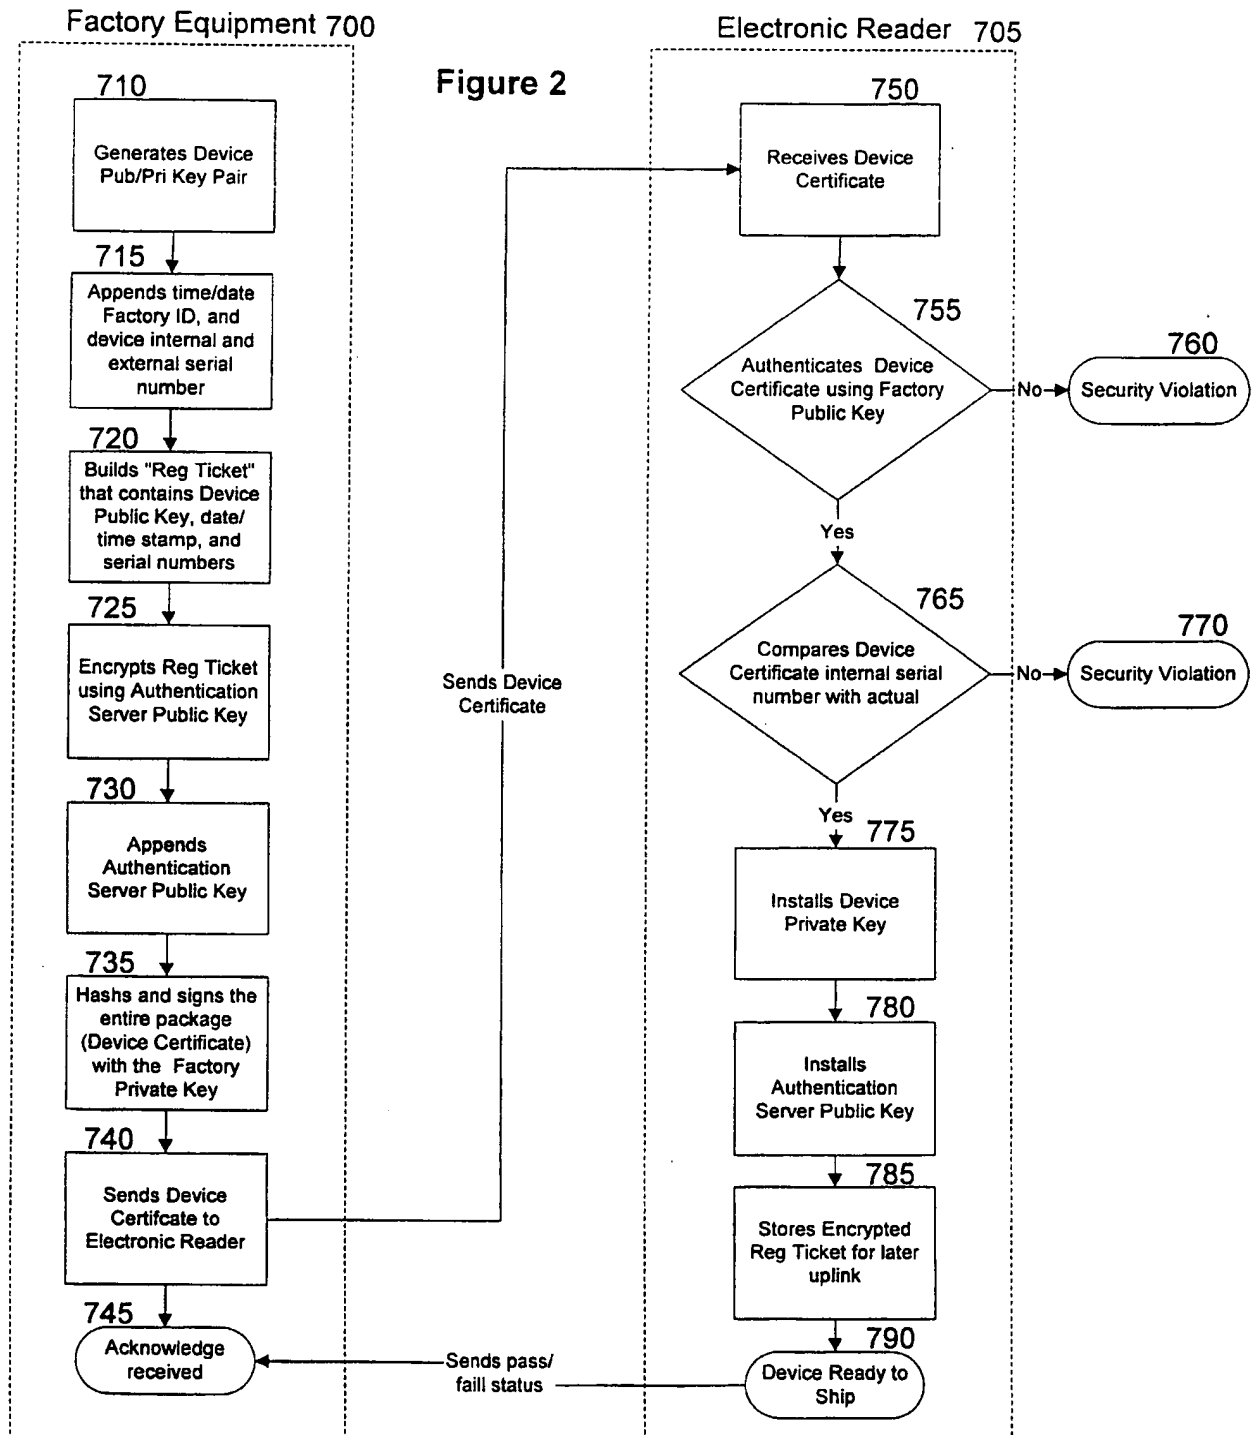 Factory Equipment 700
Electronic Reader 705
Figure 2
710
Generates Device
Pub/Pri Key Pair
715
Appends time/date
Factory ID, and
device internal and
external serial
number
720
Builds "Reg Ticket"
that contains Device
Public Key, date/
time stamp, and
serial numbers
725
Encrypts Reg Ticket
using Authentication
Server Public Key
730
Appends
Authentication
Server Public Key
735
Hashs and signs the
entire package
(Device Certificate)
with the Factory
Private Key
740
Sends Device
Certifcate to
Electronic Reader
745
Acknowledge
received
Sends Device
Certificate
Sends pass/
faill status
750
Receives Device
Certificate
755
Authenticates Device
Certificate using Factory
Public Key
No
760
Security Violation
Yes
765
Compares Device
Certificate internal serial
number with actual
No
770
Security Violation
Yes
775
Installs Device
Private Key
780
Installs
Authentication
Server Public Key
785
Stores Encrypted
Reg Ticket for later
uplink
790
Device Ready to
Ship